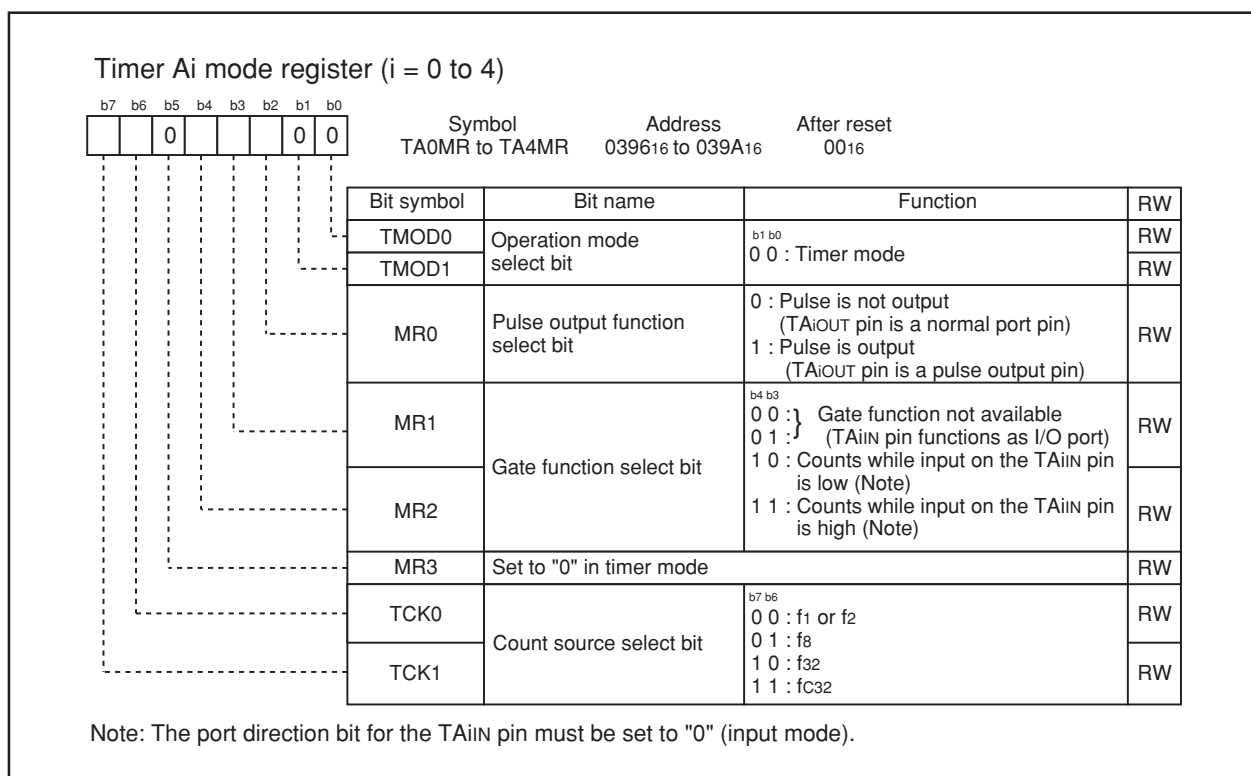 Timer Ai mode register (i = 0 to 4)
b7 b6 b5 b4 b3 b2 b1 b0
0 0 0
Symbol Address After reset
TA0MR to TA4MR 039616 to 039A16 0016
Bit symbol Bit name Function RW
TMOD0 Operation mode select bit b1 b0 RW
TMOD1 0 0 : Timer mode RW
MR0 Pulse output function select bit 0 : Pulse is not output RW
(TAiOUT pin is a normal port pin)
1 : Pulse is output
(TAiOUT pin is a pulse output pin)
MR1 Gate function select bit b4 b3 RW
0 0 : } Gate function not available
0 1 : (TAiIN pin functions as I/O port)
1 0 : Counts while input on the TAiIN pin
is low (Note)
MR2 1 1 : Counts while input on the TAiIN pin RW
is high (Note)
MR3 Set to "0" in timer mode RW
TCK0 Count source select bit b7 b6 RW
0 0 : f1 or f2
0 1 : f8
TCK1 1 0 : f32 RW
1 1 : fC32
Note: The port direction bit for the TAiIN pin must be set to "0" (input mode).